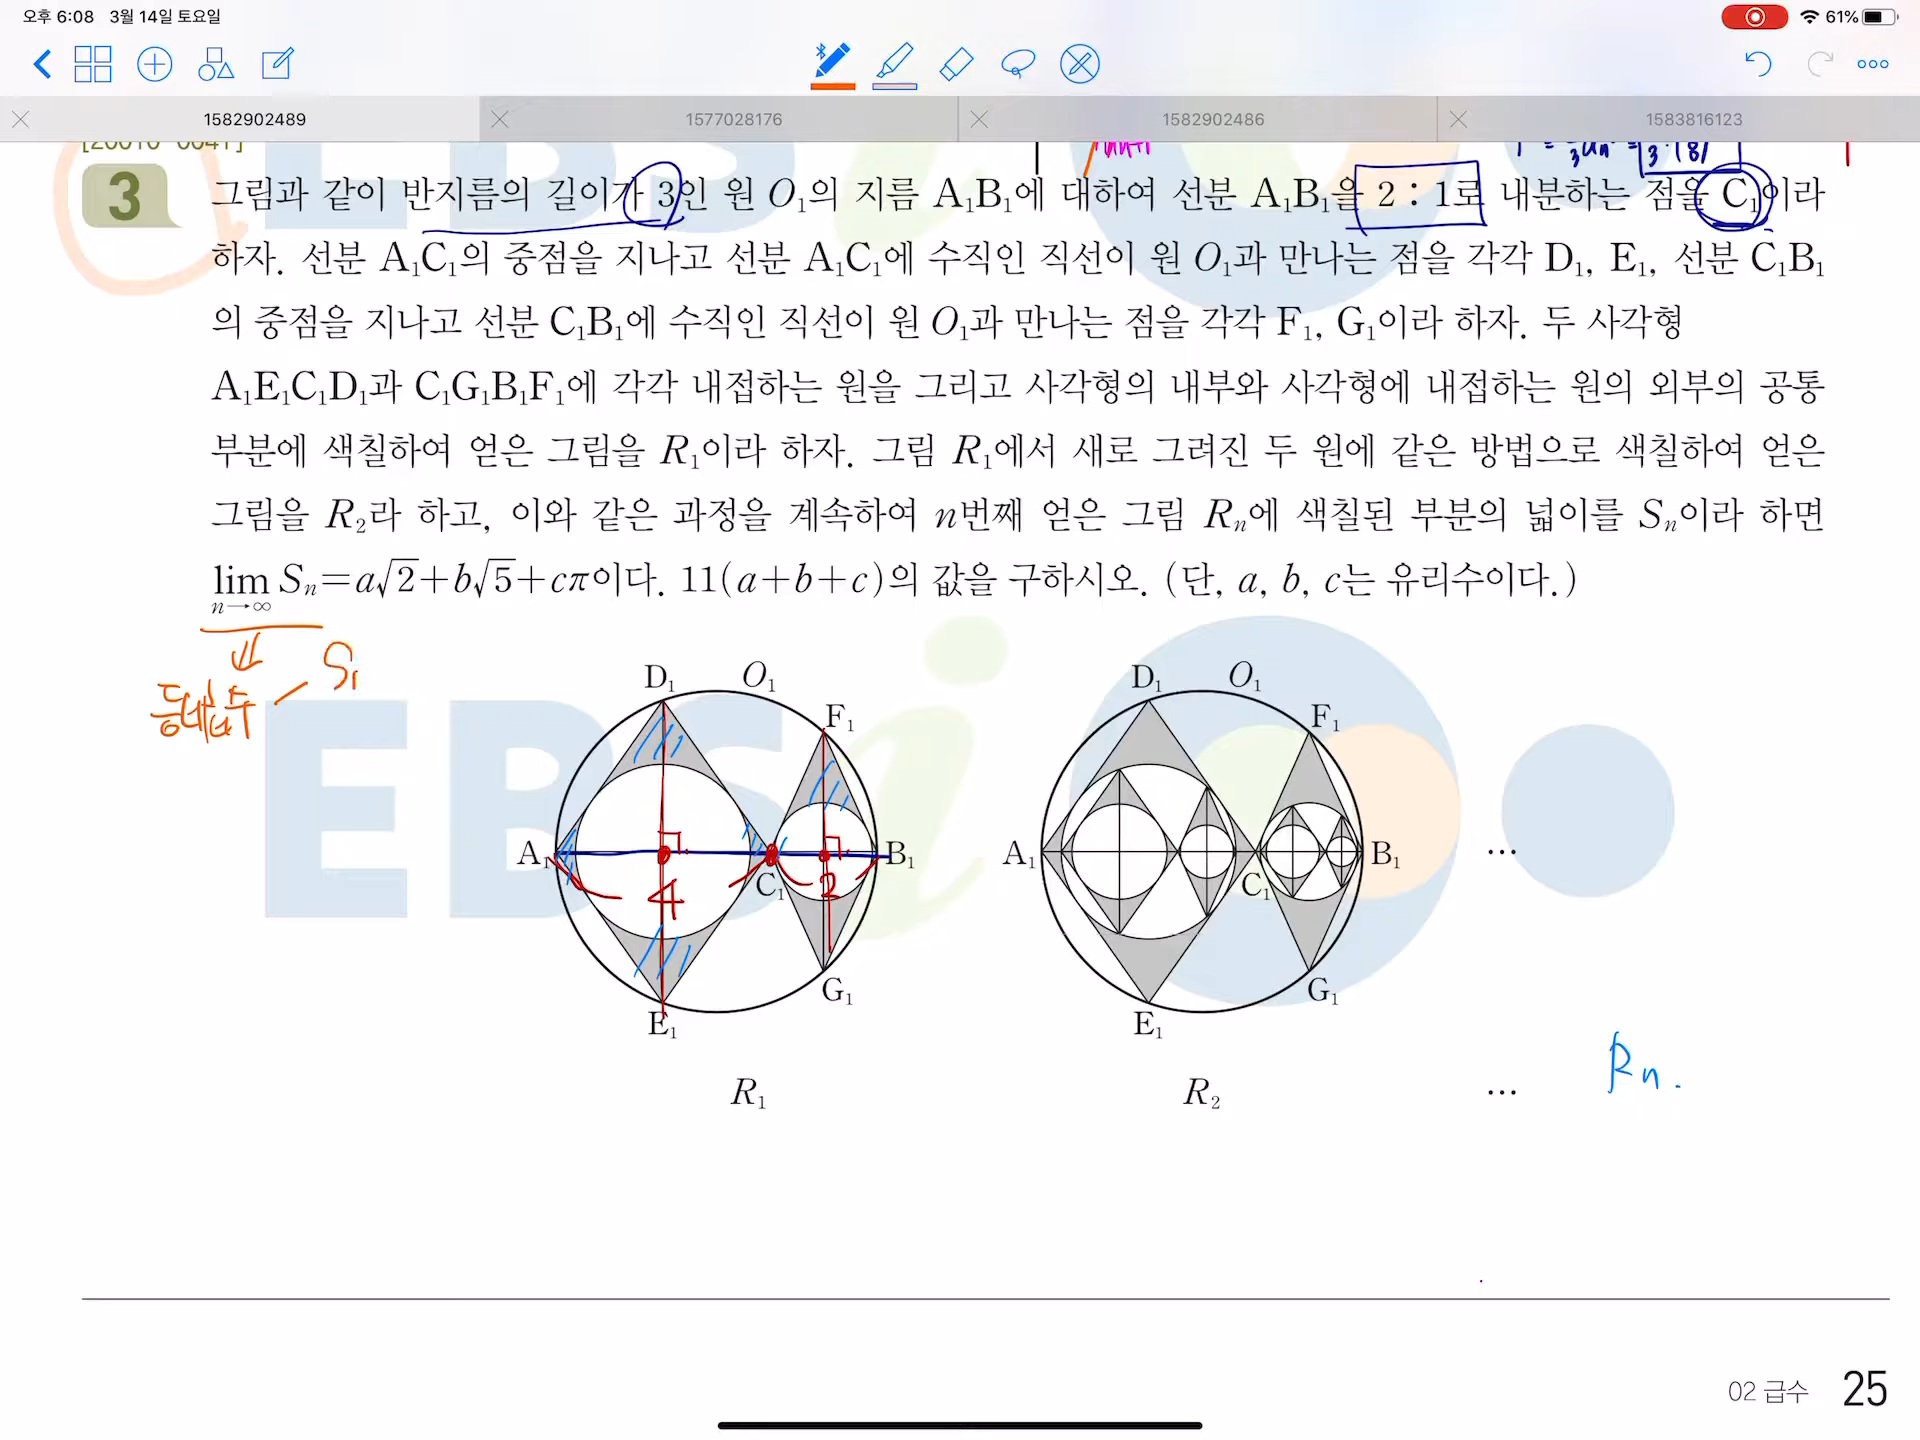 오후 6:08 3월 14일 토요일
61%
1582902489
1577028176
1582902486
1583816123
3
그림과 같이 반지름의 길이가 3인 원 O₁의 지름 A₁B₁에 대하여 선분 A₁B₁을 2 : 1로 내분하는 점을 C₁이라
하자. 선분 A₁C₁의 중점을 지나고 선분 A₁C₁에 수직인 직선이 원 O₁과 만나는 점을 각각 D₁, E₁, 선분 C₁B₁
의 중점을 지나고 선분 C₁B₁에 수직인 직선이 원 O₁과 만나는 점을 각각 F₁, G₁이라 하자. 두 사각형
A₁E₁C₁D₁과 C₁G₁B₁F₁에 각각 내접하는 원을 그리고 사각형의 내부와 사각형에 내접하는 원의 외부의 공통
부분에 색칠하여 얻은 그림을 R₁이라 하자. 그림 R₁에서 새로 그려진 두 원에 같은 방법으로 색칠하여 얻은
그림을 R₂라 하고, 이와 같은 과정을 계속하여 n번째 얻은 그림 Rₙ에 색칠된 부분의 넓이를 Sₙ이라 하면
lim Sₙ=a√2+b√5+cπ이다. 11(a+b+c)의 값을 구하시오. (단, a, b, c는 유리수이다.)
n→∞
S₁
D₁ O₁ F₁ A₁ B₁ C₁ 4 2 G₁ E₁
D₁ O₁ F₁ A₁ B₁ C₁ G₁ E₁ …
R₁ R₂ … Rn.
EBSi
02 급수 25